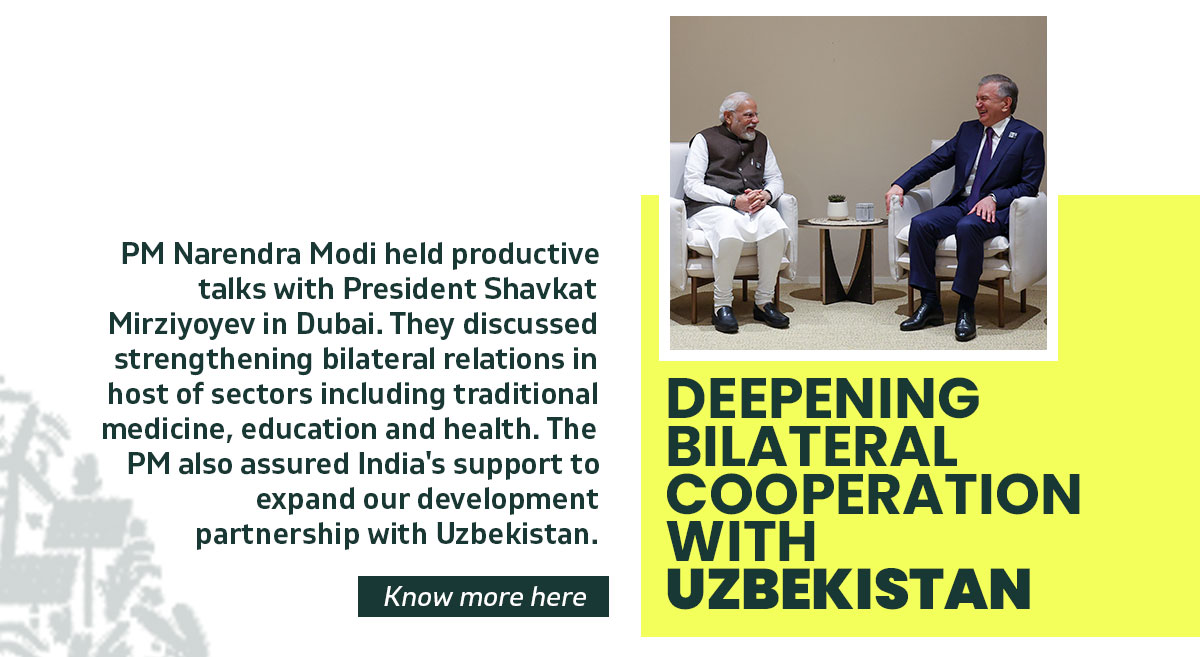 PM Narendra Modi held productive
talks with President Shavkat
Mirziyoyev in Dubai. They discussed
strengthening bilateral relations in
host of sectors including traditional
medicine, education and health. The
PM also assured India's support to
expand our development
partnership with Uzbekistan.
Know more here
DEEPENING
BILATERAL
COOPERATION
WITH
UZBEKISTAN